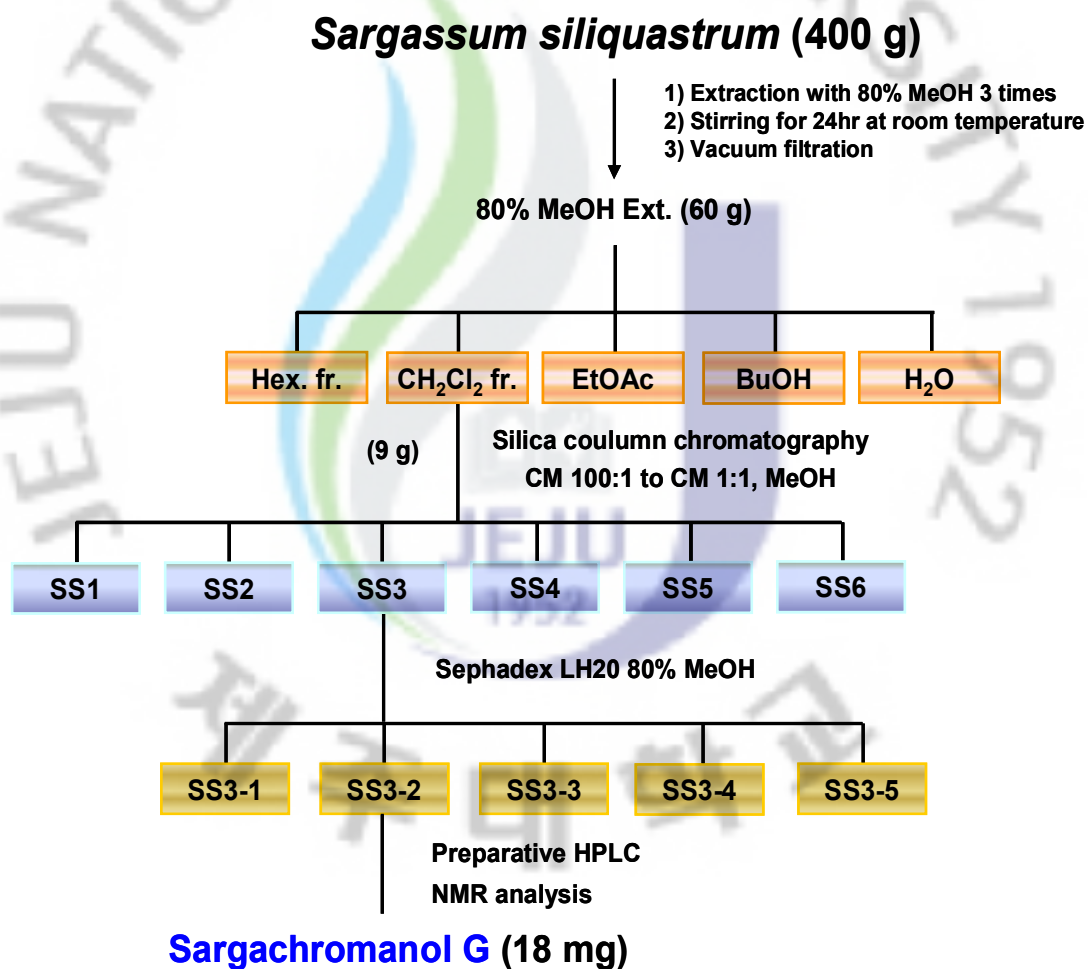 Sargassum siliquastrum (400 g)
1) Extraction with 80% MeOH 3 times
2) Stirring for 24hr at room temperature
3) Vacuum filtration
80% MeOH Ext. (60 g)
Hex. fr.
CH2Cl2 fr.
EtOAc
BuOH
H2O
(9 g)
Silica coulumn chromatography
CM 100:1 to CM 1:1, MeOH
SS1
SS2
SS3
SS4
SS5
SS6
Sephadex LH20 80% MeOH
SS3-1
SS3-2
SS3-3
SS3-4
SS3-5
Preparative HPLC
NMR analysis
Sargachromanol G (18 mg)
JEJU
1952